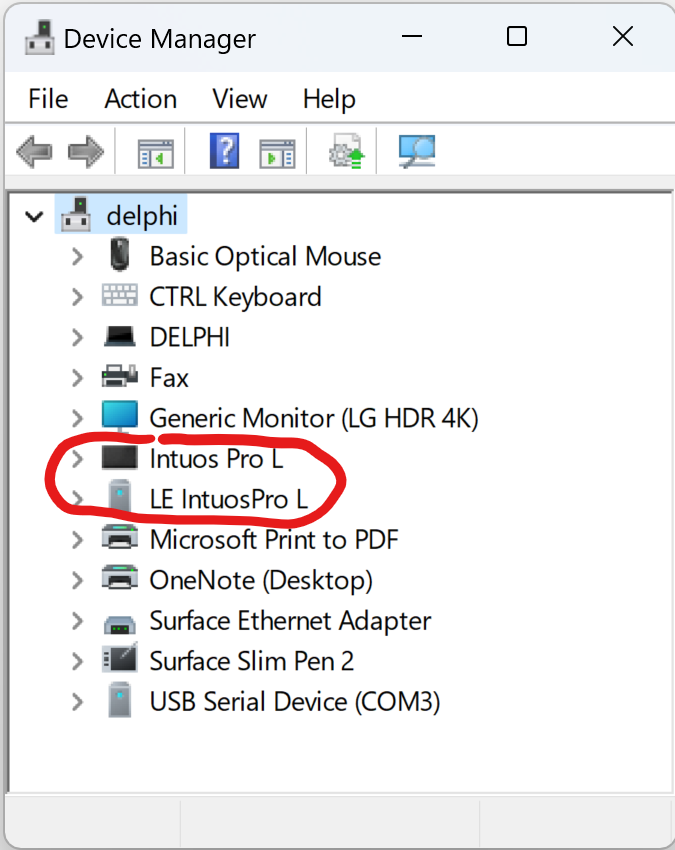 Device Manager
File Action View Help
?
delphi
Basic Optical Mouse
CTRL Keyboard
DELPHI
Fax
Generic Monitor (LG HDR 4K)
Intuos Pro L
LE IntuosPro L
Microsoft Print to PDF
OneNote (Desktop)
Surface Ethernet Adapter
Surface Slim Pen 2
USB Serial Device (COM3)